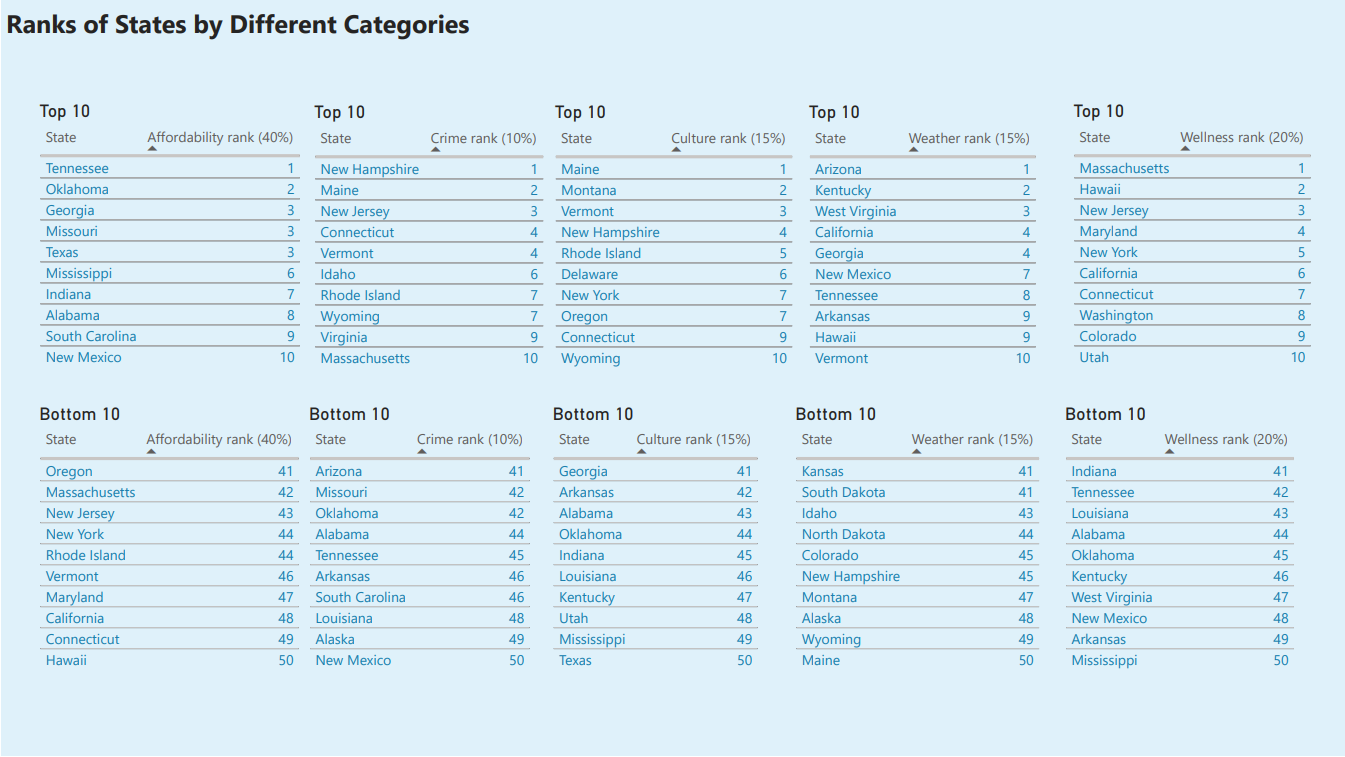 Ranks of States by Different Categories
Top 10
State Affordability rank (40%)
Tennessee 1
Oklahoma 2
Georgia 3
Missouri 3
Texas 3
Mississippi 6
Indiana 7
Alabama 8
South Carolina 9
New Mexico 10
Top 10
State Crime rank (10%)
New Hampshire 1
Maine 2
New Jersey 3
Connecticut 4
Vermont 4
Idaho 6
Rhode Island 7
Wyoming 7
Virginia 9
Massachusetts 10
Top 10
State Culture rank (15%)
Maine 1
Montana 2
Vermont 3
New Hampshire 4
Rhode Island 5
Delaware 6
New York 7
Oregon 7
Connecticut 9
Wyoming 10
Top 10
State Weather rank (15%)
Arizona 1
Kentucky 2
West Virginia 3
California 4
Georgia 4
New Mexico 7
Tennessee 8
Arkansas 9
Hawaii 9
Vermont 10
Top 10
State Wellness rank (20%)
Massachusetts 1
Hawaii 2
New Jersey 3
Maryland 4
New York 5
California 6
Connecticut 7
Washington 8
Colorado 9
Utah 10
Bottom 10
State Affordability rank (40%)
Oregon 41
Massachusetts 42
New Jersey 43
New York 44
Rhode Island 44
Vermont 46
Maryland 47
California 48
Connecticut 49
Hawaii 50
Bottom 10
State Crime rank (10%)
Arizona 41
Missouri 42
Oklahoma 42
Alabama 44
Tennessee 45
Arkansas 46
South Carolina 46
Louisiana 48
Alaska 49
New Mexico 50
Bottom 10
State Culture rank (15%)
Georgia 41
Arkansas 42
Alabama 43
Oklahoma 44
Indiana 45
Louisiana 46
Kentucky 47
Utah 48
Mississippi 49
Texas 50
Bottom 10
State Weather rank (15%)
Kansas 41
South Dakota 41
Idaho 43
North Dakota 44
Colorado 45
New Hampshire 45
Montana 47
Alaska 48
Wyoming 49
Maine 50
Bottom 10
State Wellness rank (20%)
Indiana 41
Tennessee 42
Louisiana 43
Alabama 44
Oklahoma 45
Kentucky 46
West Virginia 47
New Mexico 48
Arkansas 49
Mississippi 50